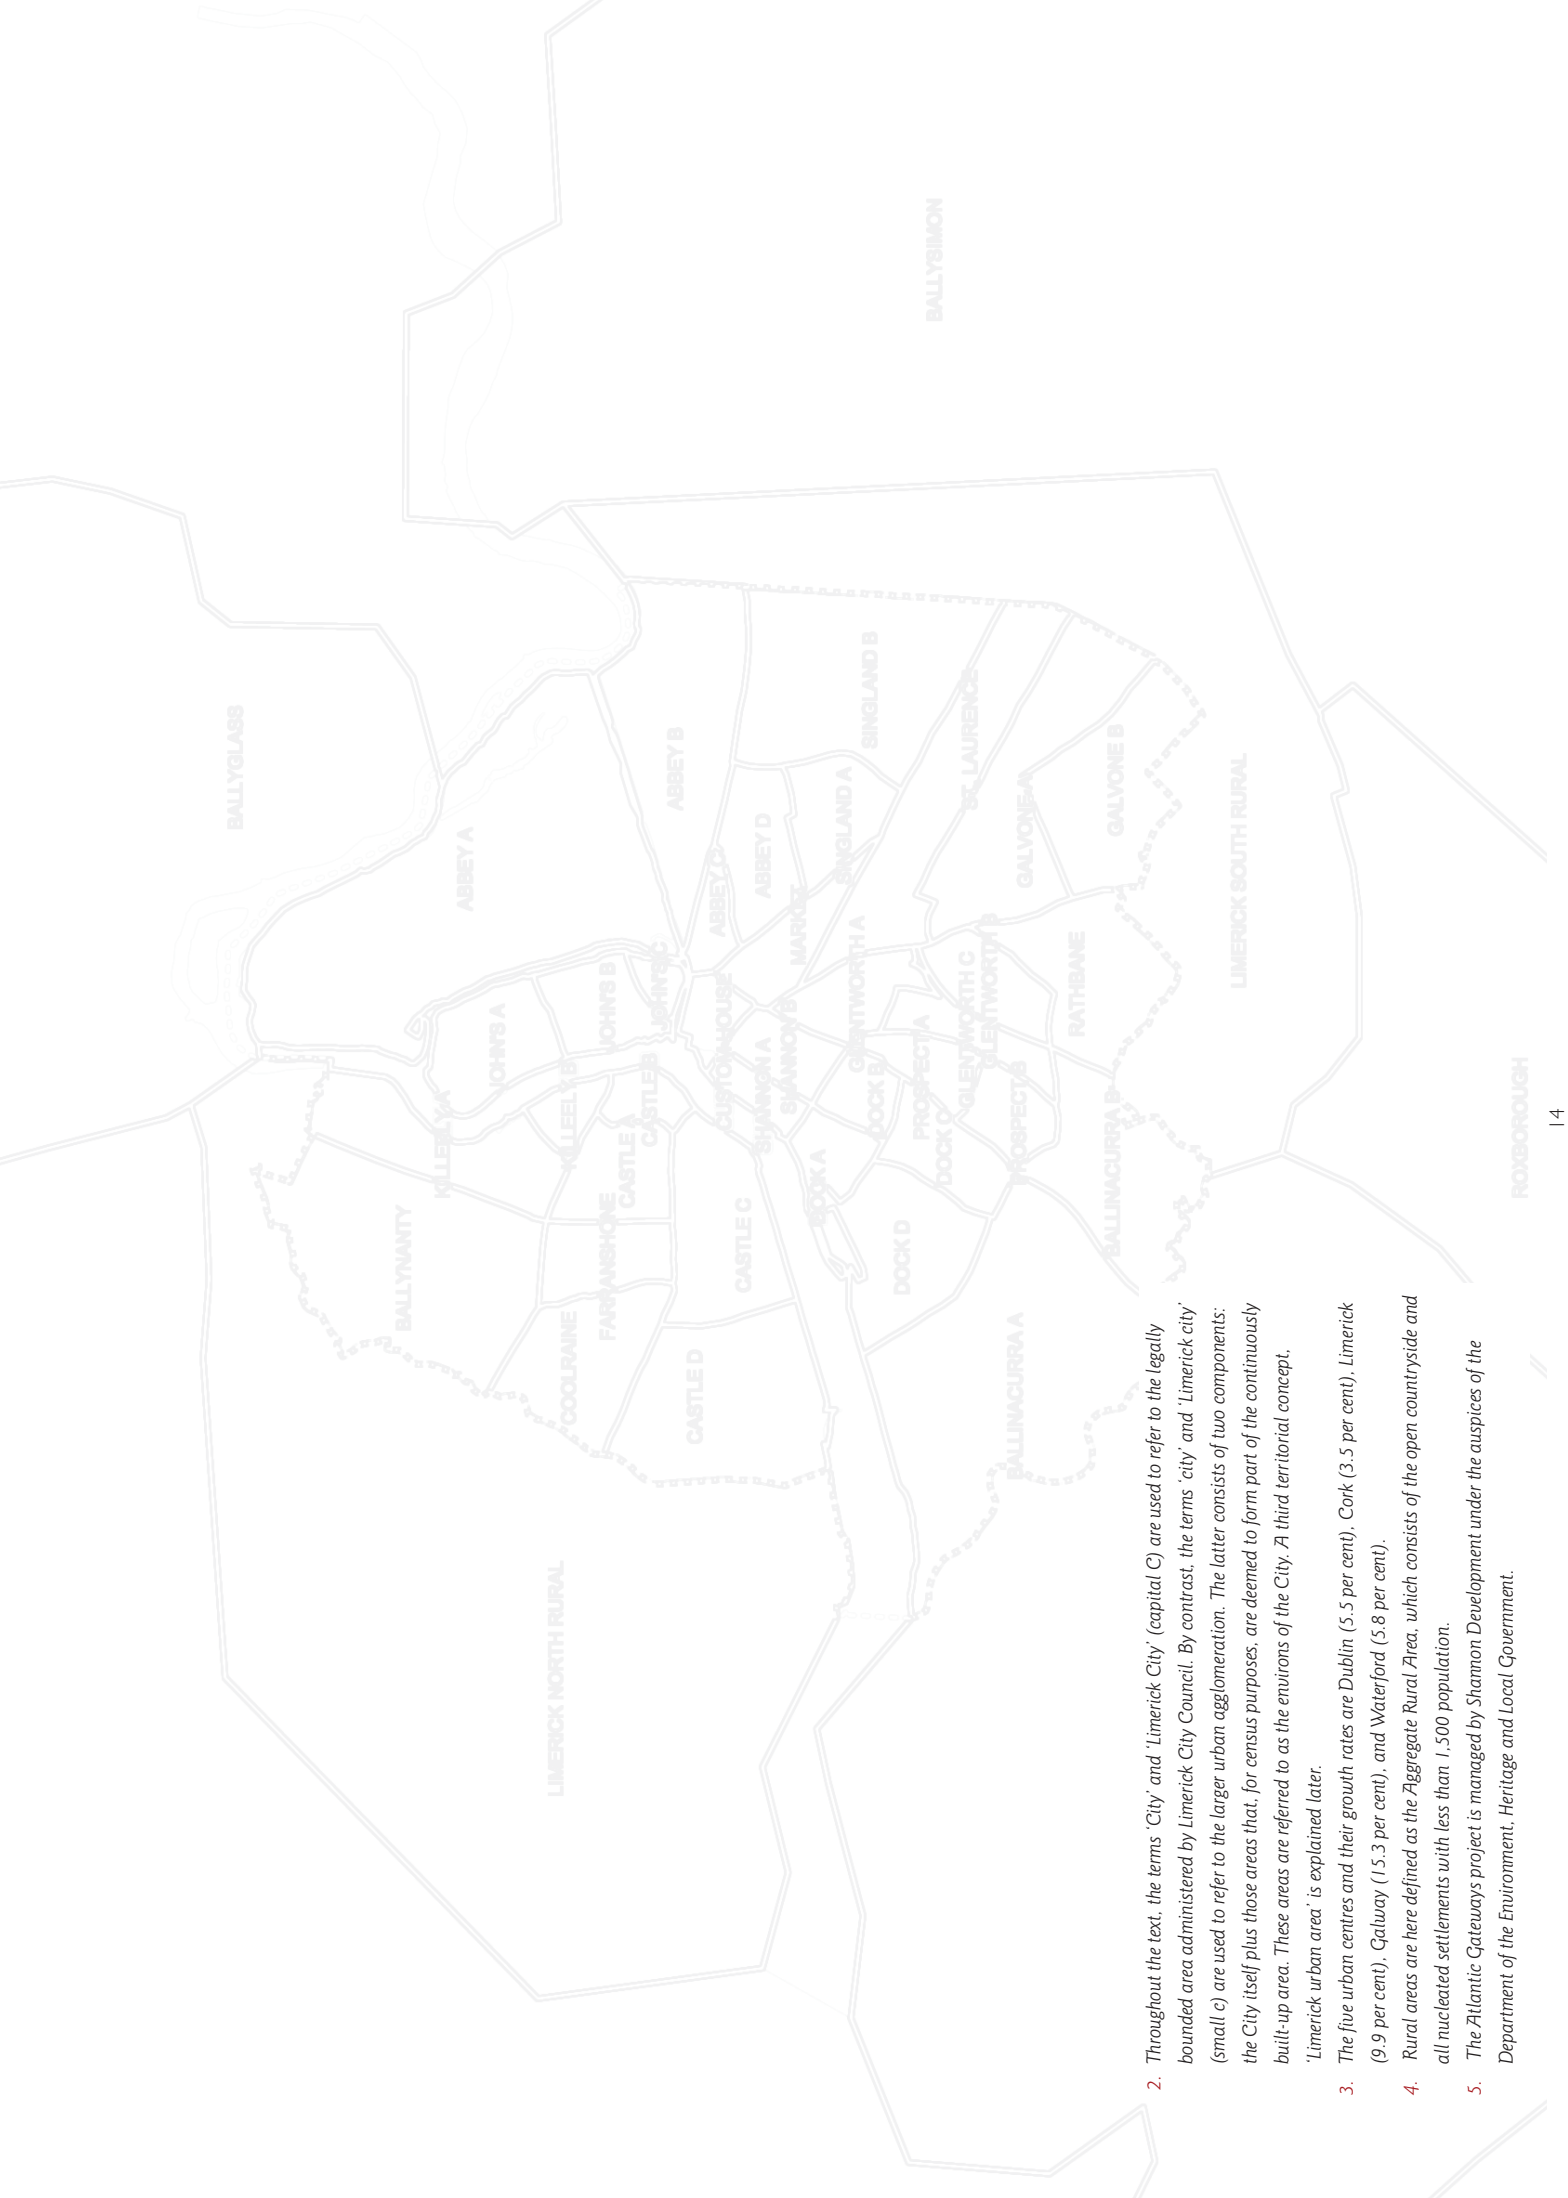 BALLYGLASS
BALLYSIMON
ABBEY A
ABBEY B
KILLEELY A
JOHN'S A
BALLYNANTY
KILLEELY B
JOHN'S B
JOHN'S C
COOLRAINE
FARRANSHONE
CASTLE A
CASTLE B
ABBEY C
ABBEY D
SINGLAND B
LIMERICK NORTH RURAL
CASTLE D
CASTLE C
CUSTOM HOUSE
SHANNON A
SHANNON B
MARKET
SINGLAND A
DOCK A
DOCK B
GLENTWORTH A
ST. LAURENCE
DOCK D
DOCK C
PROSPECT A
GLENTWORTH C
GLENTWORTH B
GALVONE A
GALVONE B
BALLINACURRA A
PROSPECT B
RATHBANE
BALLINACURRA B
LIMERICK SOUTH RURAL
ROXBOROUGH
2. Throughout the text, the terms ‘City’ and ‘Limerick City’ (capital C) are used to refer to the legally
bounded area administered by Limerick City Council. By contrast, the terms ‘city’ and ‘Limerick city’
(small c) are used to refer to the larger urban agglomeration. The latter consists of two components:
the City itself plus those areas that, for census purposes, are deemed to form part of the continuously
built-up area. These areas are referred to as the environs of the City. A third territorial concept,
‘Limerick urban area’ is explained later.
3. The five urban centres and their growth rates are Dublin (5.5 per cent), Cork (3.5 per cent), Limerick
(9.9 per cent), Galway (15.3 per cent), and Waterford (5.8 per cent).
4. Rural areas are here defined as the Aggregate Rural Area, which consists of the open countryside and
all nucleated settlements with less than 1,500 population.
5. The Atlantic Gateways project is managed by Shannon Development under the auspices of the
Department of the Environment, Heritage and Local Government.
14